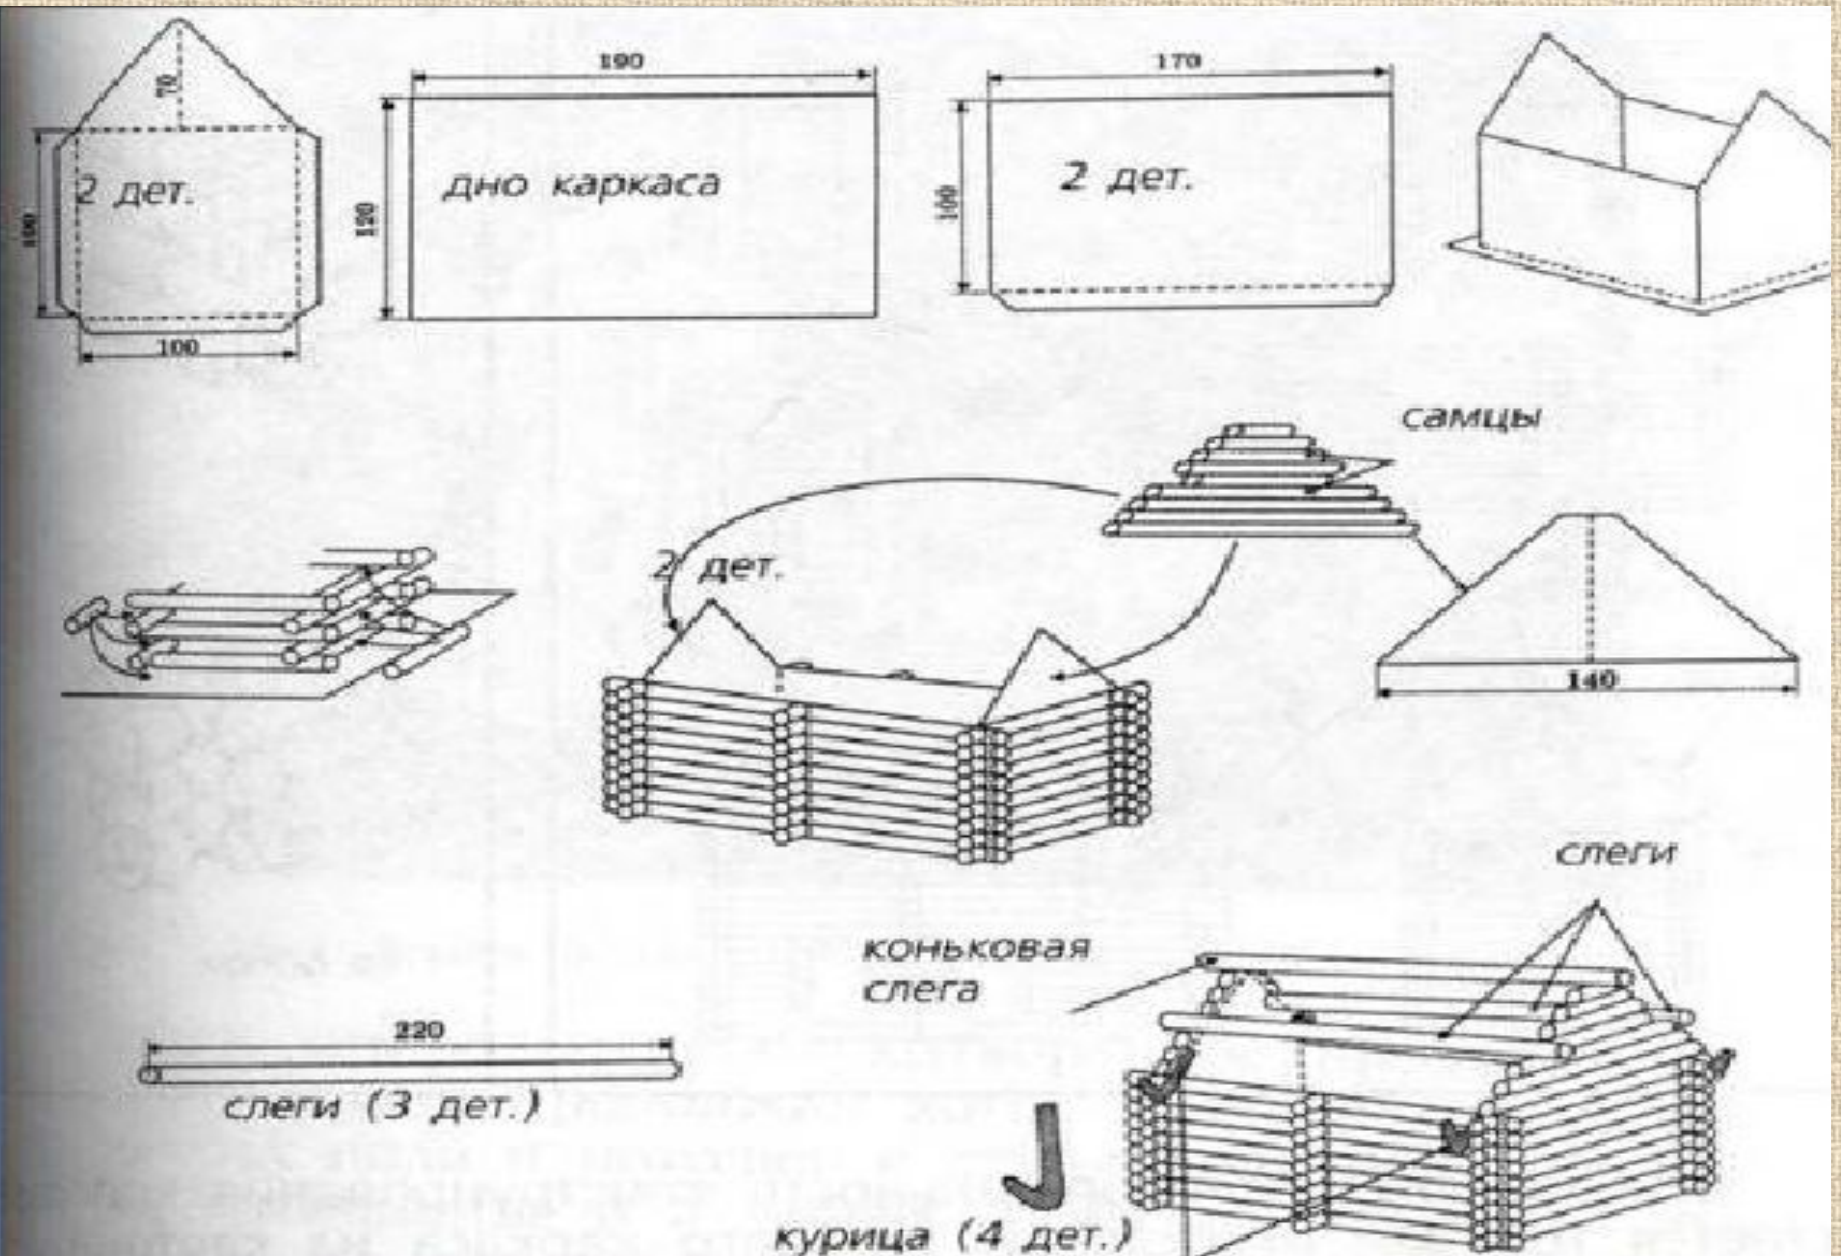 70
100
2 дет.
100
190
120
дно каркаса
170
100
2 дет.
самцы
2 дет.
140
слеги
коньковая
слега
220
слеги (3 дет.)
курица (4 дет.)